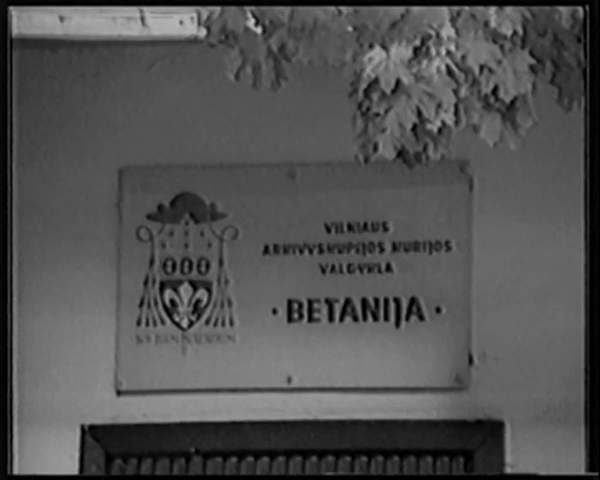 VILNIAUS
ARKIVYSKUPIJOS KURIJOS
VALGYKLA
· BETANIJA ·